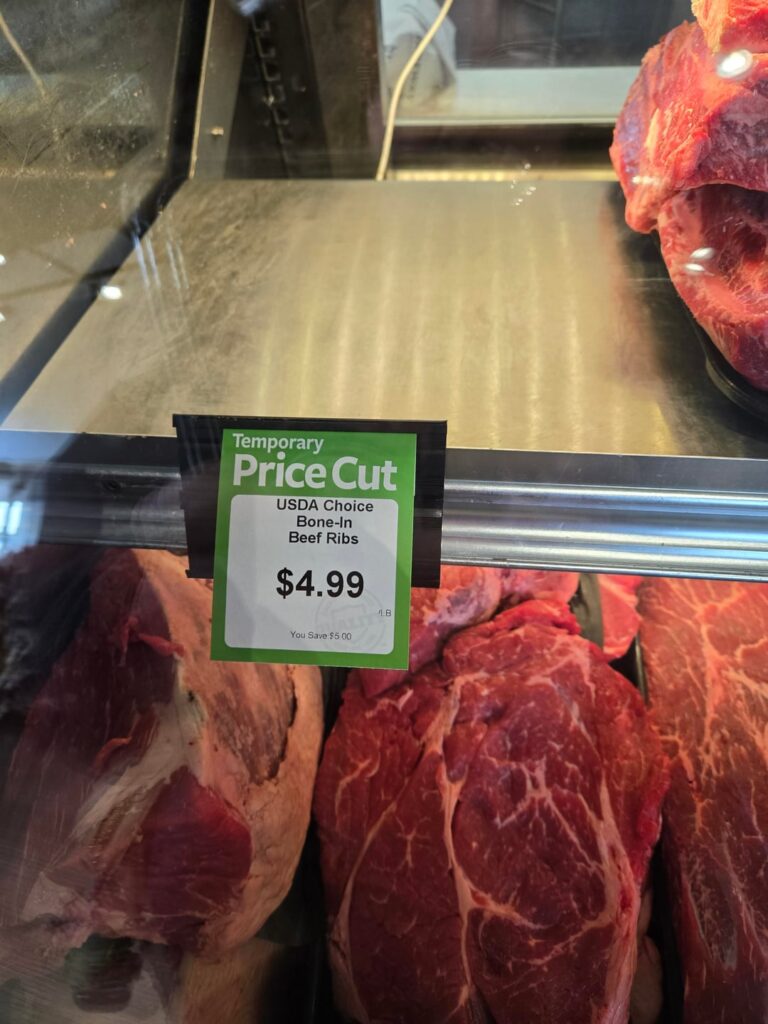 Temporary
Price Cut
USDA Choice
Bone-In
Beef Ribs
$4.99
/LB
You Save $5.00